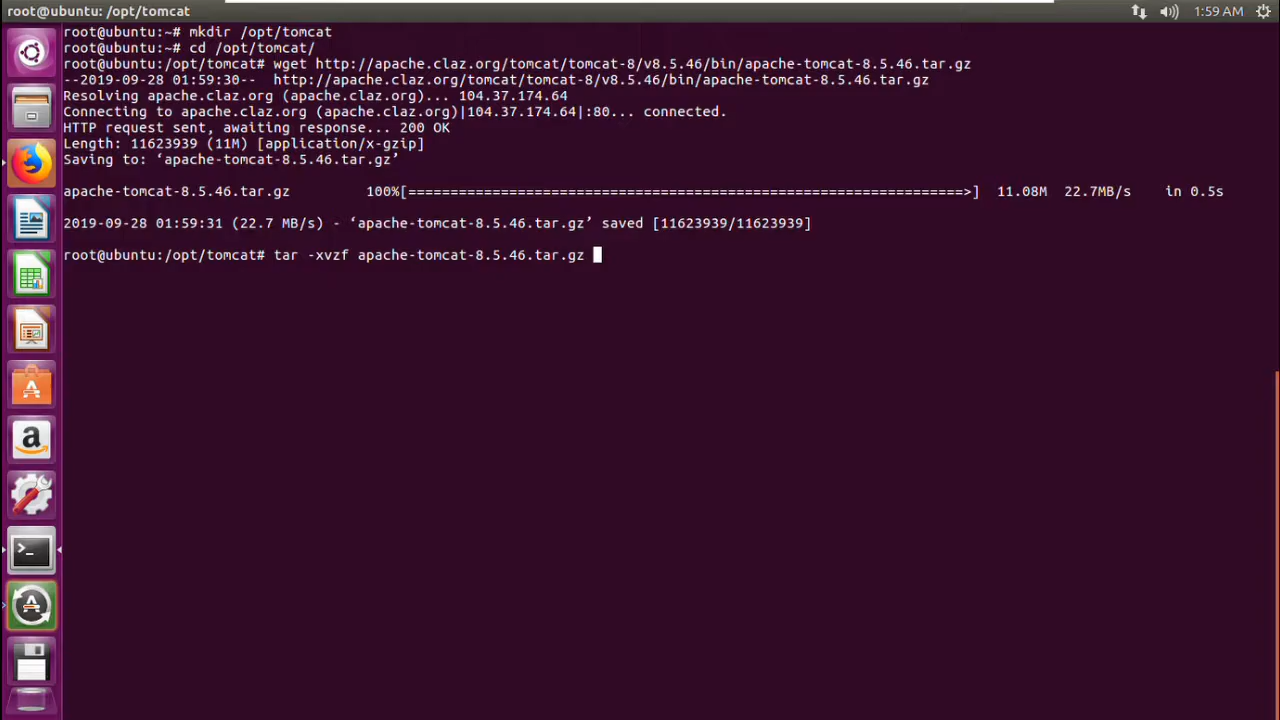 root@ubuntu: /opt/tomcat
1:59 AM
root@ubuntu:~# mkdir /opt/tomcat
root@ubuntu:~# cd /opt/tomcat/
root@ubuntu:/opt/tomcat# wget http://apache.claz.org/tomcat/tomcat-8/v8.5.46/bin/apache-tomcat-8.5.46.tar.gz
--2019-09-28 01:59:30--  http://apache.claz.org/tomcat/tomcat-8/v8.5.46/bin/apache-tomcat-8.5.46.tar.gz
Resolving apache.claz.org (apache.claz.org)... 104.37.174.64
Connecting to apache.claz.org (apache.claz.org)|104.37.174.64|:80... connected.
HTTP request sent, awaiting response... 200 OK
Length: 11623939 (11M) [application/x-gzip]
Saving to: ‘apache-tomcat-8.5.46.tar.gz’
apache-tomcat-8.5.46.tar.gz         100%[===================================================================>]  11.08M  22.7MB/s    in 0.5s
2019-09-28 01:59:31 (22.7 MB/s) - ‘apache-tomcat-8.5.46.tar.gz’ saved [11623939/11623939]
root@ubuntu:/opt/tomcat# tar -xvzf apache-tomcat-8.5.46.tar.gz